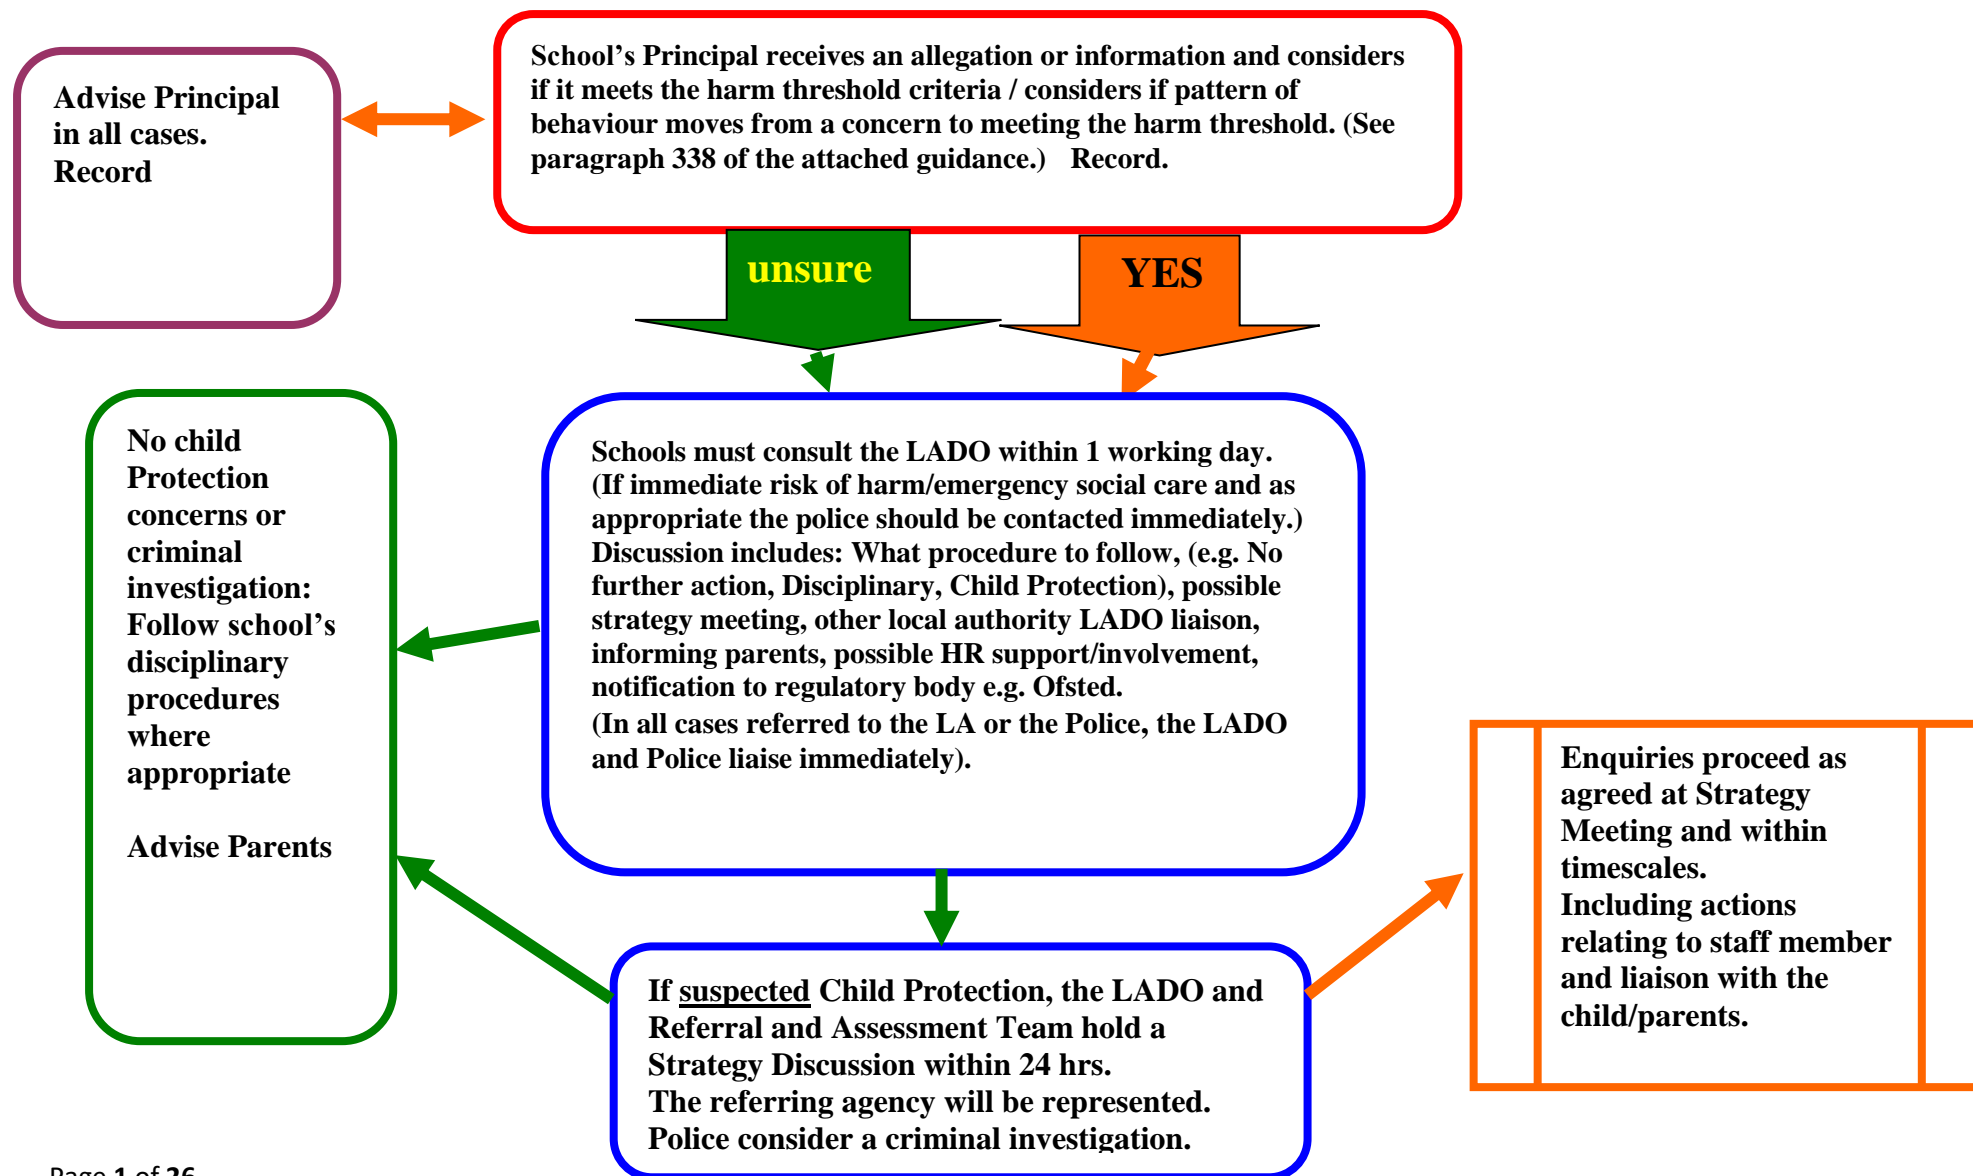 School’s Principal receives an allegation or information and considers
if it meets the harm threshold criteria / considers if pattern of
behaviour moves from a concern to meeting the harm threshold. (See
paragraph 338 of the attached guidance.)   Record.
Advise Principal
in all cases.
Record
unsure
YES
No child
Protection
concerns or
criminal
investigation:
Follow school’s
disciplinary
procedures
where
appropriate
Advise Parents
Schools must consult the LADO within 1 working day.
(If immediate risk of harm/emergency social care and as
appropriate the police should be contacted immediately.)
Discussion includes: What procedure to follow, (e.g. No
further action, Disciplinary, Child Protection), possible
strategy meeting, other local authority LADO liaison,
informing parents, possible HR support/involvement,
notification to regulatory body e.g. Ofsted.
(In all cases referred to the LA or the Police, the LADO
and Police liaise immediately).
Enquiries proceed as
agreed at Strategy
Meeting and within
timescales.
Including actions
relating to staff member
and liaison with the
child/parents.
If suspected Child Protection, the LADO and
Referral and Assessment Team hold a
Strategy Discussion within 24 hrs.
The referring agency will be represented.
Police consider a criminal investigation.
Page 1 of 26